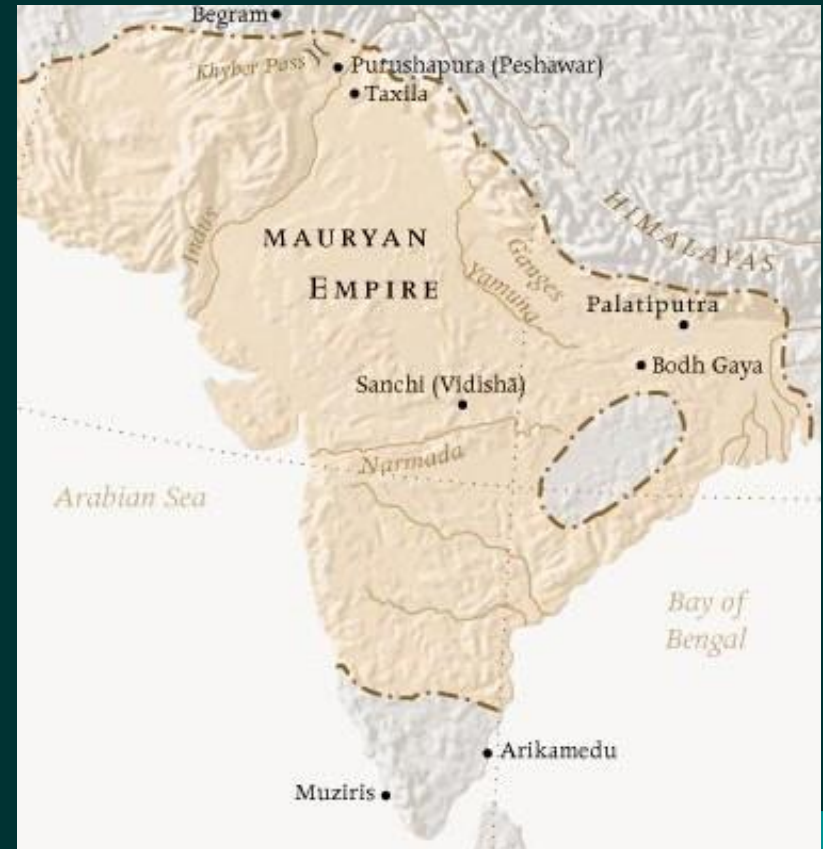 Begram
Khyber Pass
Purushapura (Peshawar)
Taxila
Indus
MAURYAN
EMPIRE
HIMALAYAS
Ganges
Yamuna
Palatiputra
Bodh Gaya
Sanchi (Vidisha)
Narmada
Arabian Sea
Bay of
Bengal
Arikamedu
Muziris